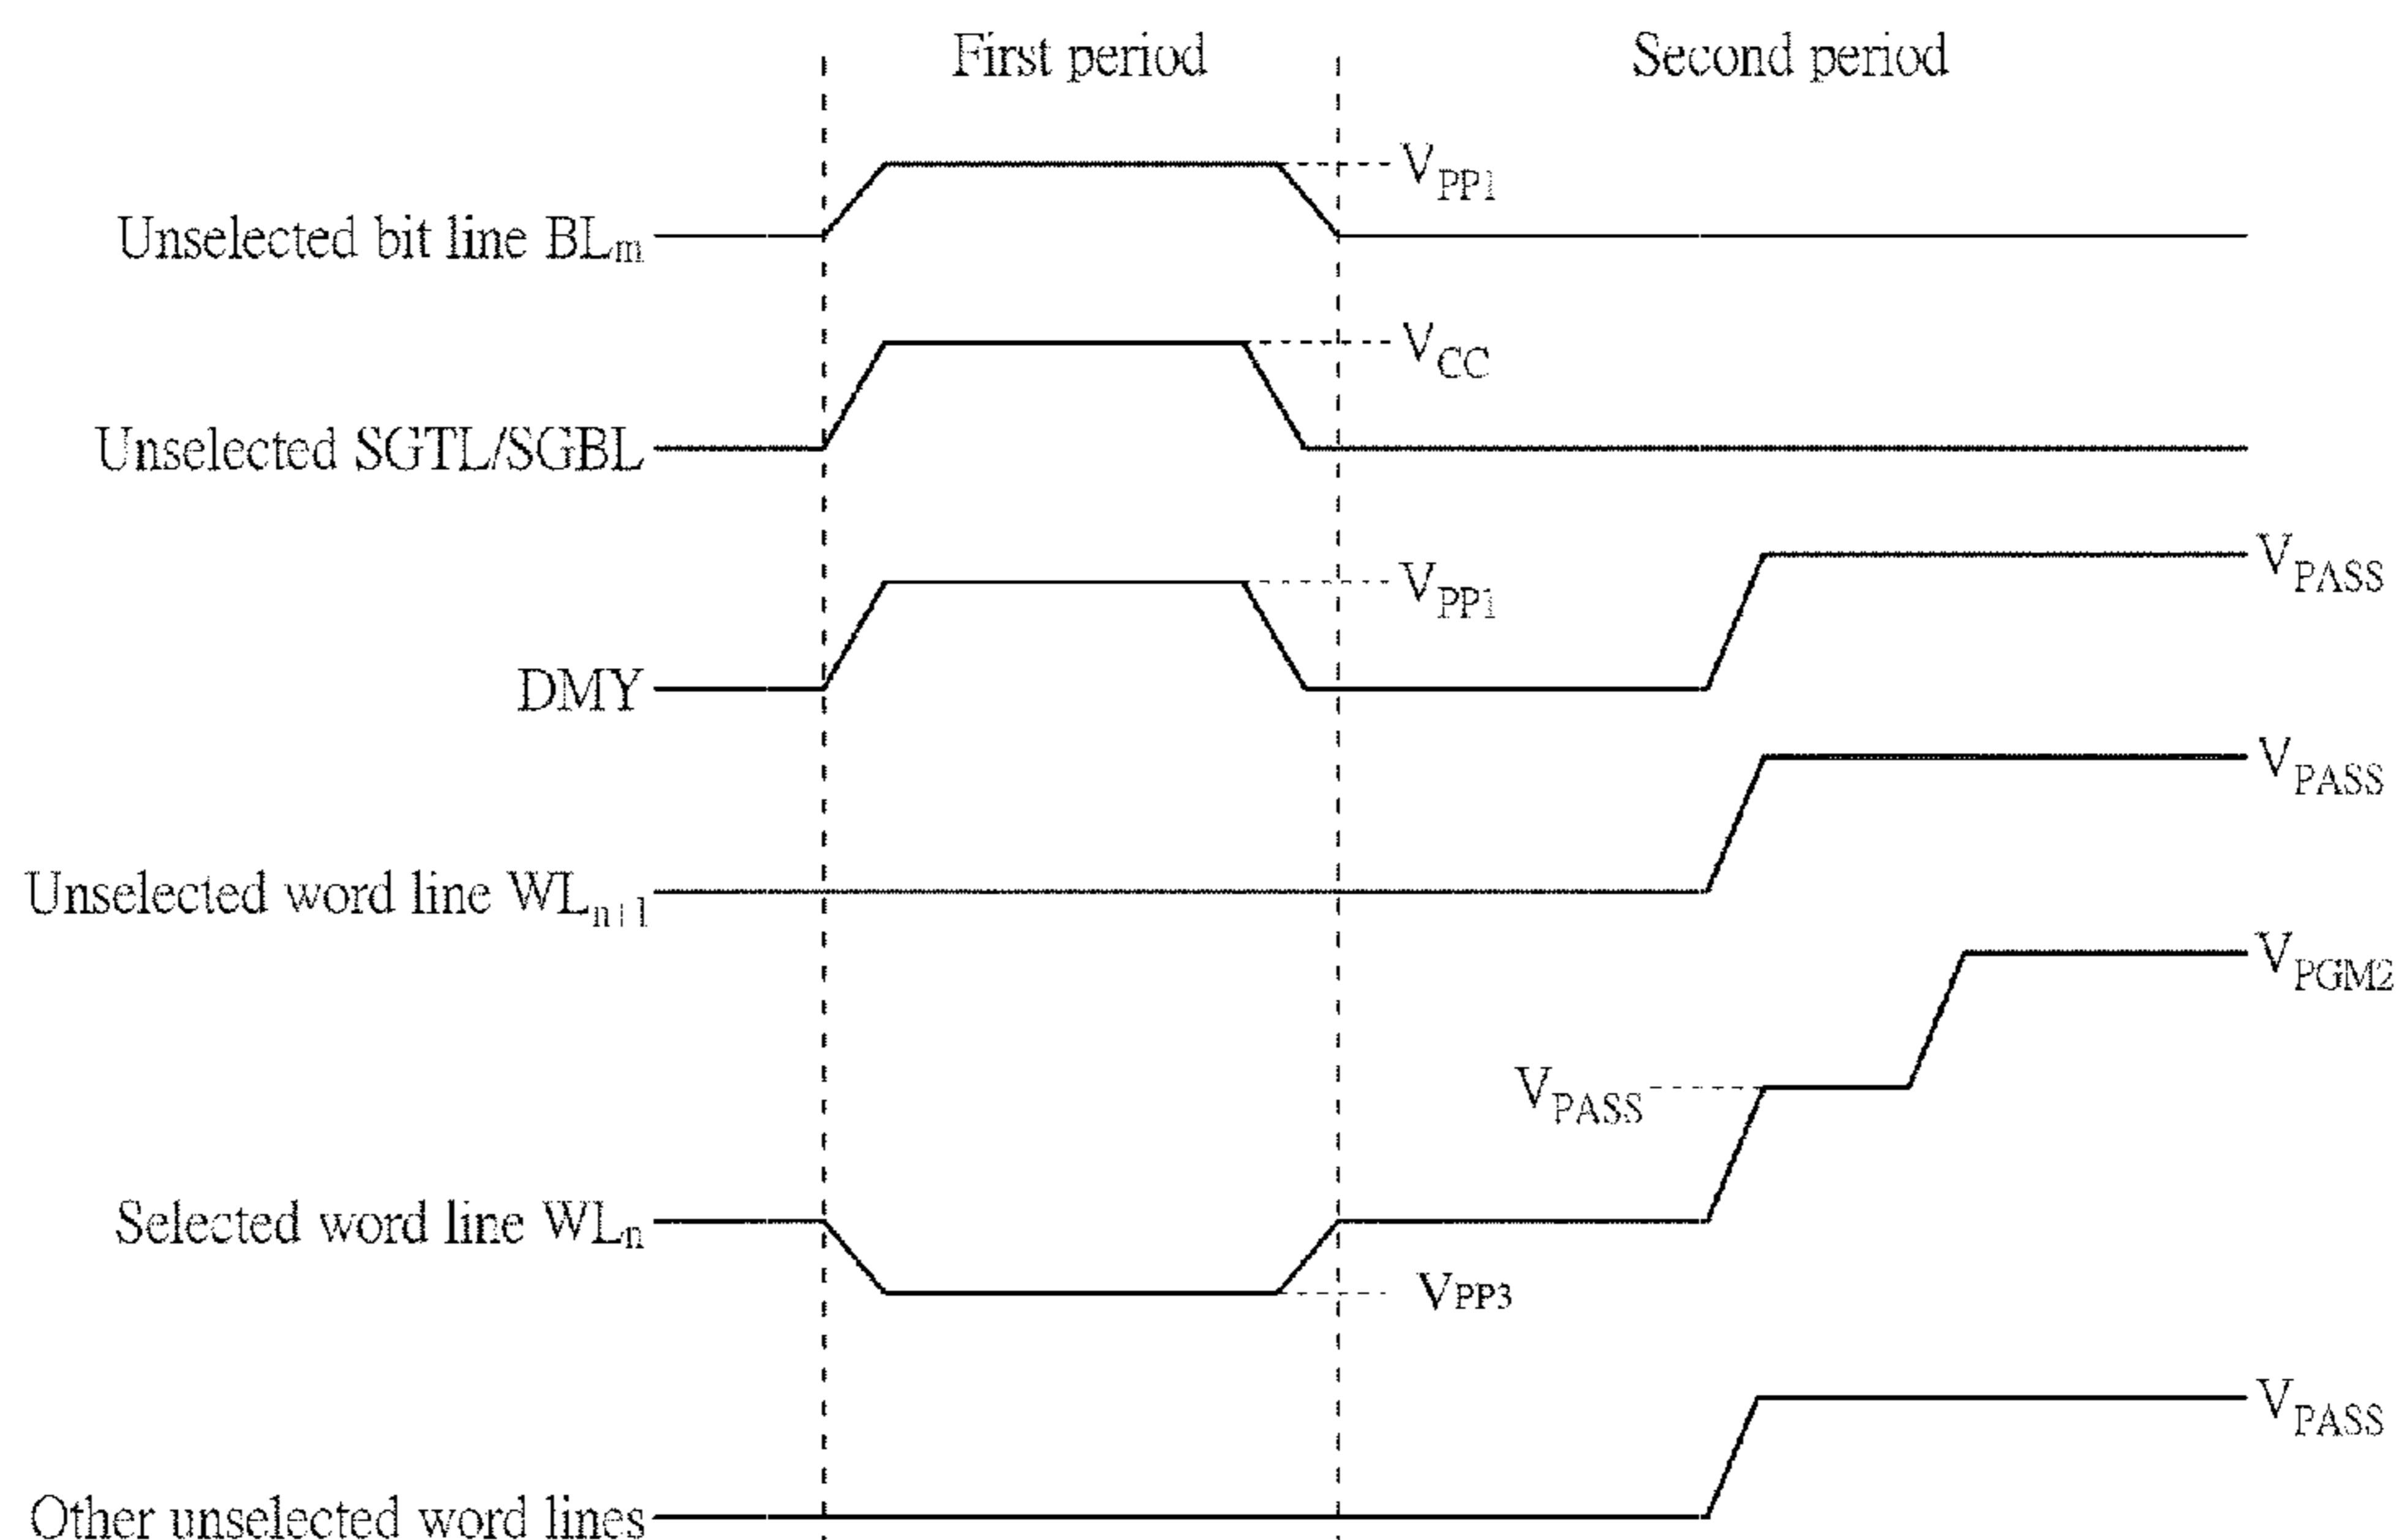 First period
Second period
V_PP1
Unselected bit line BL_m
V_CC
Unselected SGTL/SGBL
V_PASS
V_PP1
DMY
V_PASS
Unselected word line WL_n+1
V_PGM2
V_PASS
Selected word line WL_n
V_PP3
V_PASS
Other unselected word lines